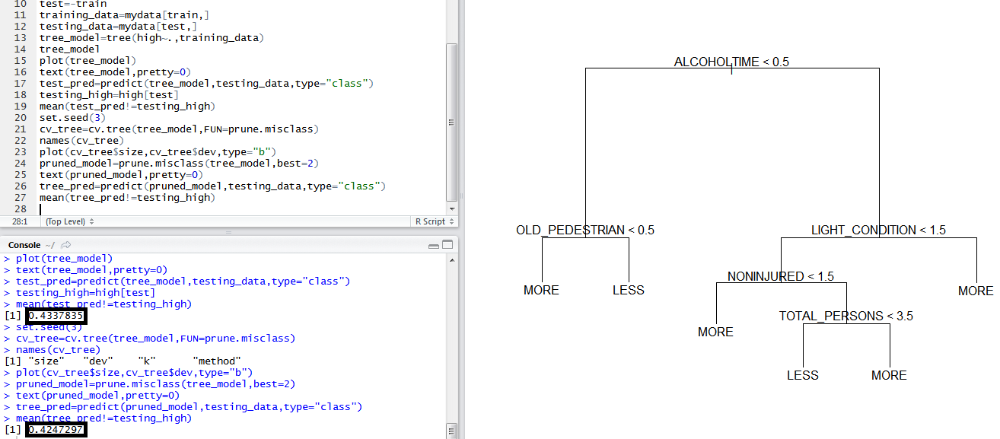 10 test=-train
11 training_data=mydata[train,]
12 testing_data=mydata[test,]
13 tree_model=tree(high~.,training_data)
14 tree_model
15 plot(tree_model)
16 text(tree_model,pretty=0)
17 test_pred=predict(tree_model,testing_data,type="class")
18 testing_high=high[test]
19 mean(test_pred!=testing_high)
20 set.seed(3)
21 cv_tree=cv.tree(tree_model,FUN=prune.misclass)
22 names(cv_tree)
23 plot(cv_tree$size,cv_tree$dev,type="b")
24 pruned_model=prune.misclass(tree_model,best=2)
25 text(pruned_model,pretty=0)
26 tree_pred=predict(pruned_model,testing_data,type="class")
27 mean(tree_pred!=testing_high)
28
28:1 (Top Level) R Script
Console ~/
> plot(tree_model)
> text(tree_model,pretty=0)
> test_pred=predict(tree_model,testing_data,type="class")
> testing_high=high[test]
> mean(test_pred!=testing_high)
[1] 0.4337835
> set.seed(3)
> cv_tree=cv.tree(tree_model,FUN=prune.misclass)
> names(cv_tree)
[1] "size" "dev" "k" "method"
> plot(cv_tree$size,cv_tree$dev,type="b")
> pruned_model=prune.misclass(tree_model,best=2)
> text(pruned_model,pretty=0)
> tree_pred=predict(pruned_model,testing_data,type="class")
> mean(tree_pred!=testing_high)
[1] 0.4247297
ALCOHOLTIME < 0.5
OLD_PEDESTRIAN < 0.5
LIGHT_CONDITION < 1.5
MORE
LESS
NONINJURED < 1.5
MORE
MORE
TOTAL_PERSONS < 3.5
LESS
MORE